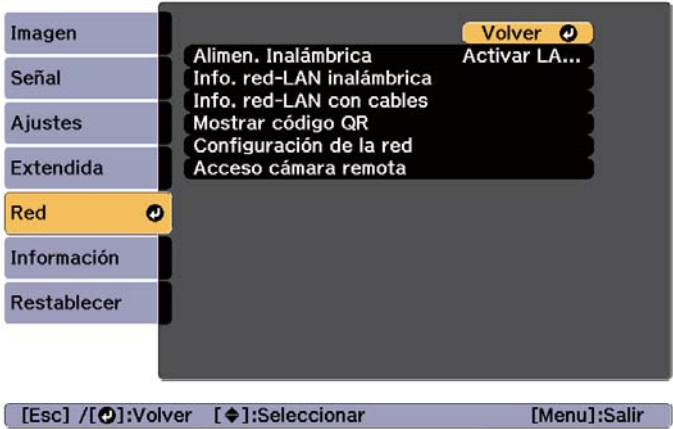 Imagen
Señal
Ajustes
Extendida
Red
Información
Restablecer
Volver
Alimen. Inalámbrica Activar LA...
Info. red-LAN inalámbrica
Info. red-LAN con cables
Mostrar código QR
Configuración de la red
Acceso cámara remota
[Esc] /[⏎]:Volver [◆]:Seleccionar [Menu]:Salir